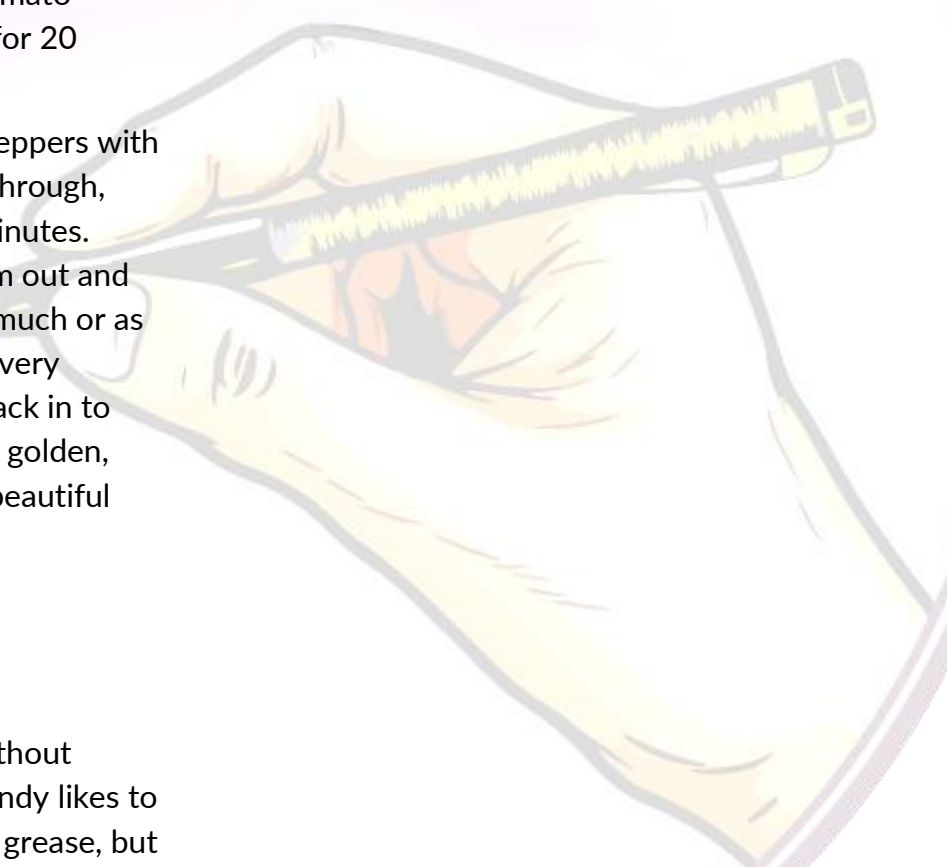 for 20
eppers with
hrough,
inutes.
m out and
much or as
very
ack in to
golden,
beautiful
thout
ndy likes to
grease, but